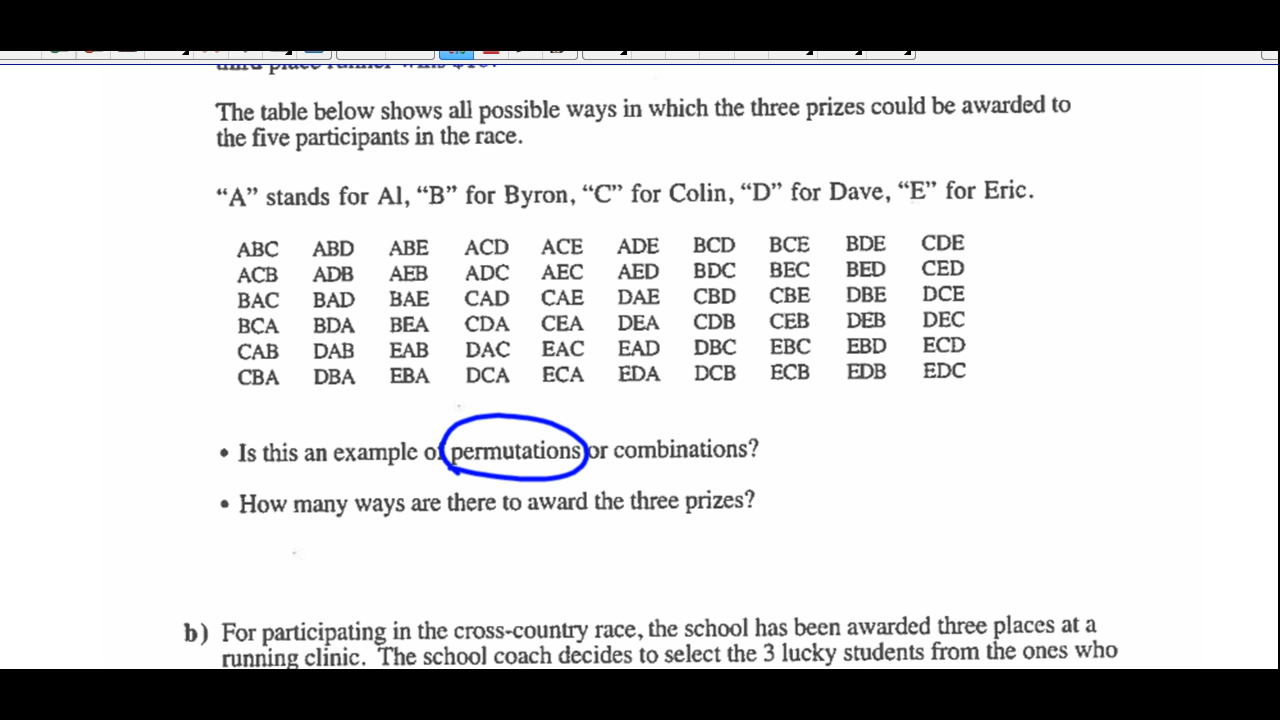 The table below shows all possible ways in which the three prizes could be awarded to
the five participants in the race.
“A” stands for Al, “B” for Byron, “C” for Colin, “D” for Dave, “E” for Eric.
ABC ABD ABE ACD ACE ADE BCD BCE BDE CDE
ACB ADB AEB ADC AEC AED BDC BEC BED CED
BAC BAD BAE CAD CAE DAE CBD CBE DBE DCE
BCA BDA BEA CDA CEA DEA CDB CEB DEB DEC
CAB DAB EAB DAC EAC EAD DBC EBC EBD ECD
CBA DBA EBA DCA ECA EDA DCB ECB EDB EDC
• Is this an example of permutations or combinations?
• How many ways are there to award the three prizes?
b) For participating in the cross-country race, the school has been awarded three places at a
running clinic. The school coach decides to select the 3 lucky students from the ones who